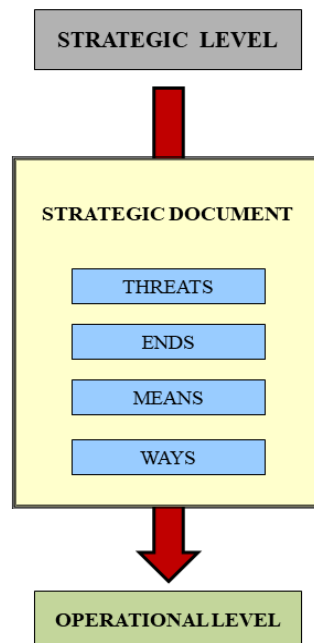 STRATEGIC LEVEL
STRATEGIC DOCUMENT
THREATS
ENDS
MEANS
WAYS
OPERATIONAL LEVEL